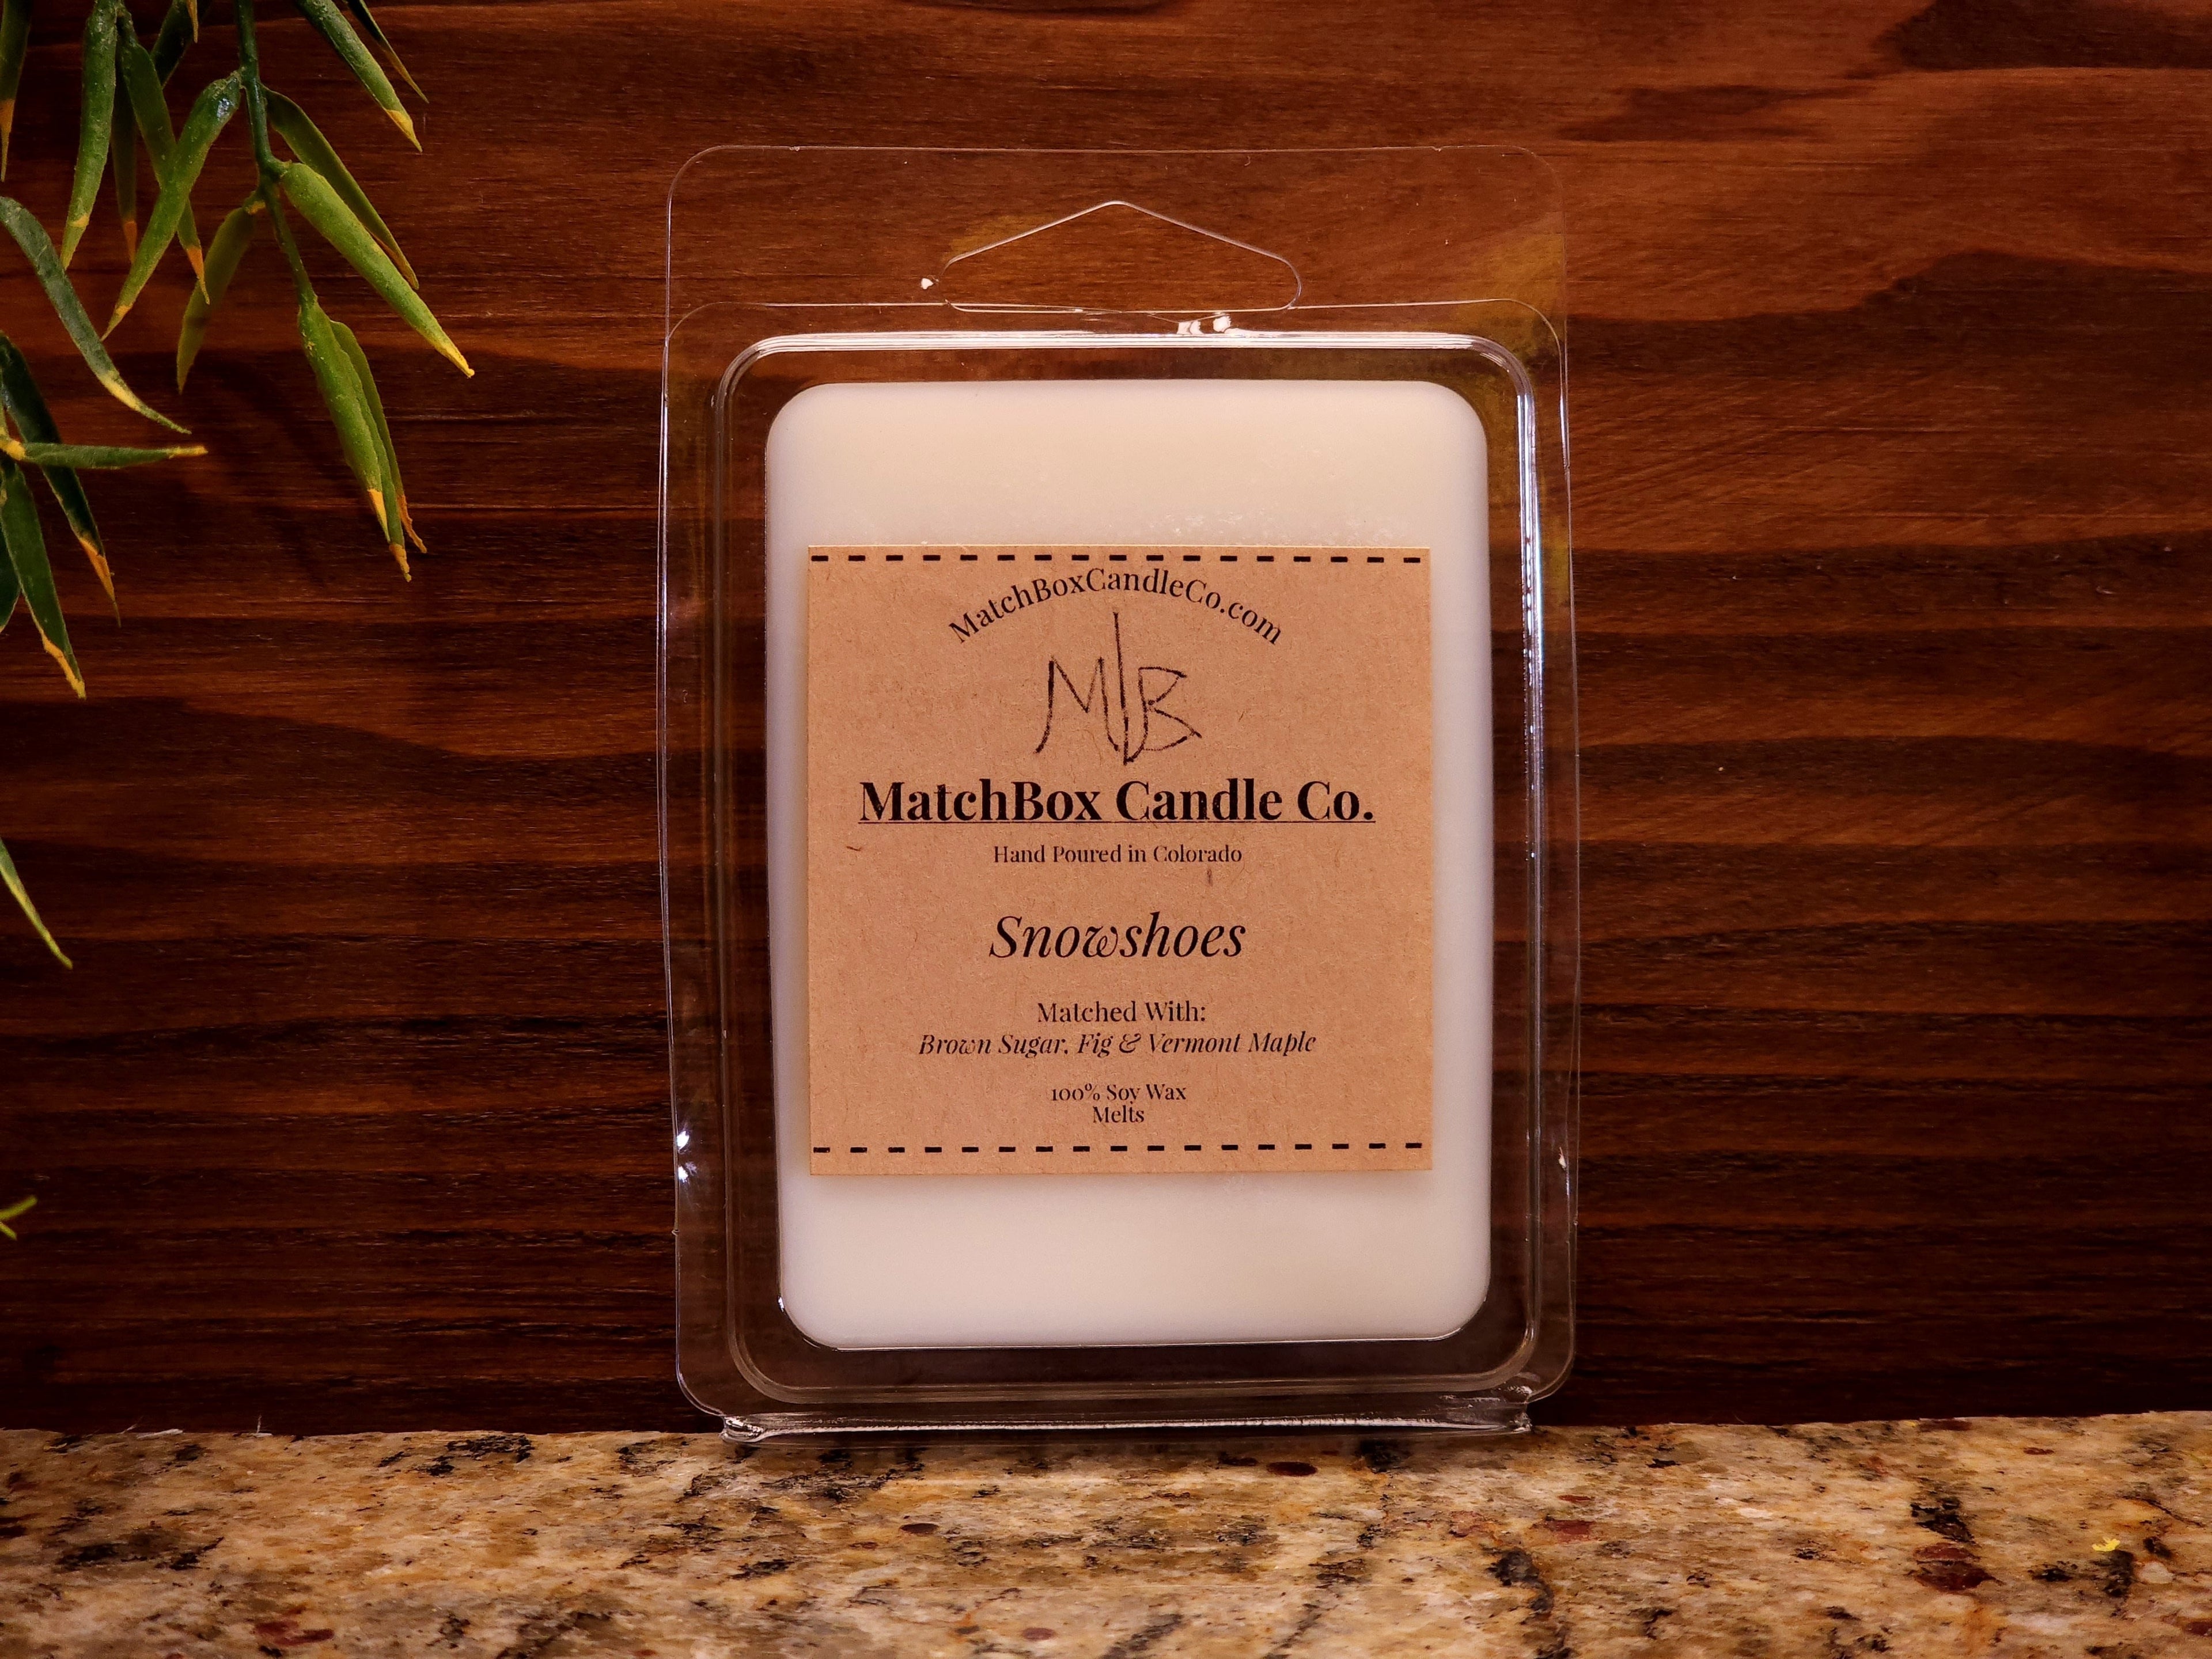 MatchBoxCandleCo.com
MB
MatchBox Candle Co.
Hand Poured in Colorado
Snowshoes
Matched With:
Brown Sugar, Fig & Vermont Maple
100% Soy Wax
Melts